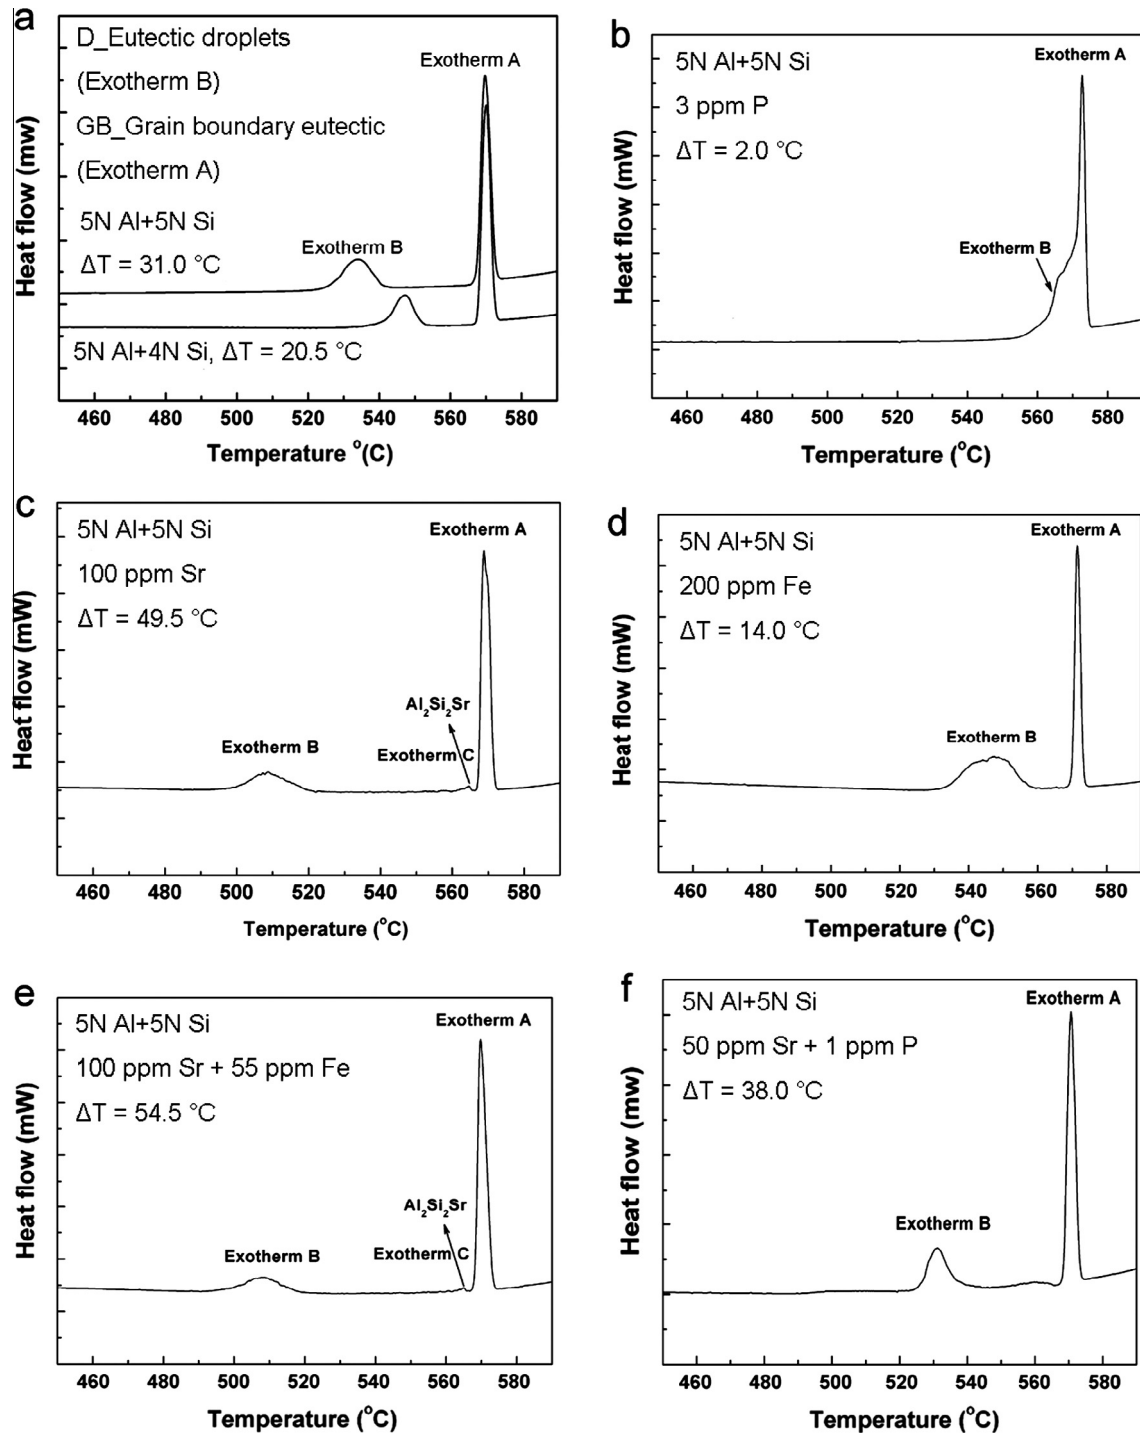 a
D_Eutectic droplets
(Exotherm B)
GB_Grain boundary eutectic
(Exotherm A)
5N Al+5N Si
ΔT = 31.0 °C
Exotherm A
Exotherm B
5N Al+4N Si, ΔT = 20.5 °C
Heat flow (mw)
460 480 500 520 540 560 580
Temperature °(C)
b
5N Al+5N Si
3 ppm P
ΔT = 2.0 °C
Exotherm A
Exotherm B
Heat flow (mW)
460 480 500 520 540 560 580
Temperature (°C)
c
5N Al+5N Si
100 ppm Sr
ΔT = 49.5 °C
Exotherm A
Al₂Si₂Sr
Exotherm C
Exotherm B
Heat flow (mW)
460 480 500 520 540 560 580
Temperature (°C)
d
5N Al+5N Si
200 ppm Fe
ΔT = 14.0 °C
Exotherm A
Exotherm B
Heat flow (mW)
460 480 500 520 540 560 580
Temperature (°C)
e
5N Al+5N Si
100 ppm Sr + 55 ppm Fe
ΔT = 54.5 °C
Exotherm A
Al₂Si₂Sr
Exotherm C
Exotherm B
Heat flow (mW)
460 480 500 520 540 560 580
Temperature (°C)
f
5N Al+5N Si
50 ppm Sr + 1 ppm P
ΔT = 38.0 °C
Exotherm A
Exotherm B
Heat flow (mw)
460 480 500 520 540 560 580
Temperature (°C)